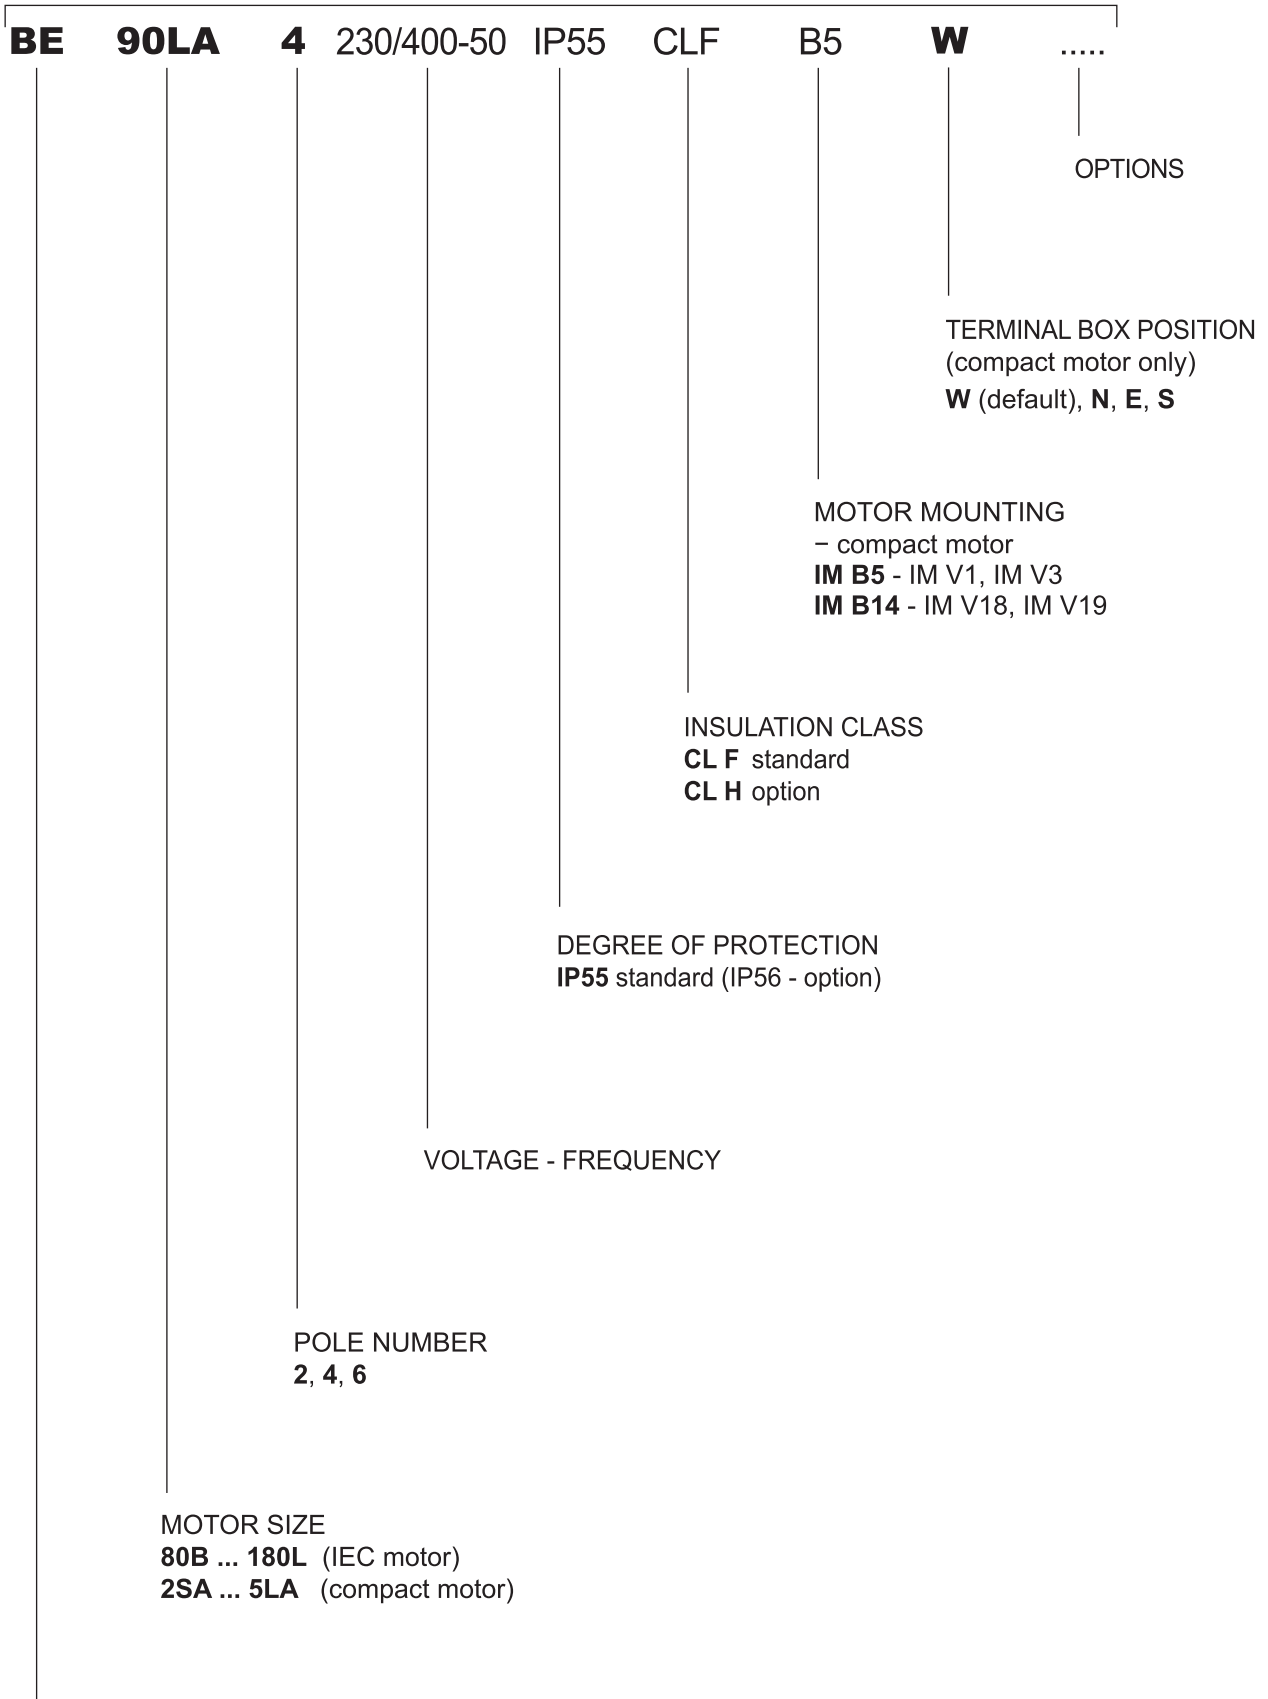 BE 90LA 4 230/400-50 IP55 CLF B5 W .....
OPTIONS
TERMINAL BOX POSITION
(compact motor only)
W (default), N, E, S
MOTOR MOUNTING
– compact motor
IM B5 - IM V1, IM V3
IM B14 - IM V18, IM V19
INSULATION CLASS
CL F standard
CL H option
DEGREE OF PROTECTION
IP55 standard (IP56 - option)
VOLTAGE - FREQUENCY
POLE NUMBER
2, 4, 6
MOTOR SIZE
80B ... 180L (IEC motor)
2SA ... 5LA (compact motor)